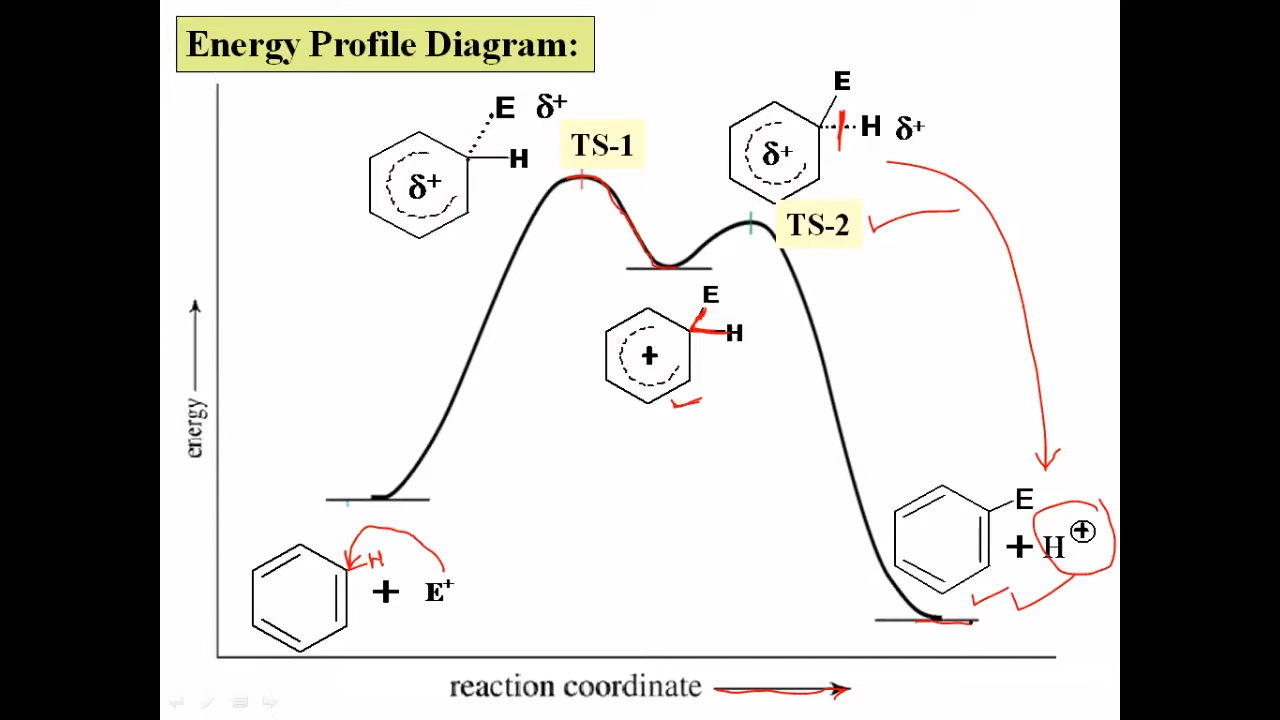 Energy Profile Diagram:
E δ+
δ+
H
TS-1
E
H δ+
δ+
TS-2
E
H
+
energy
H
+ E+
E
+ H +
reaction coordinate